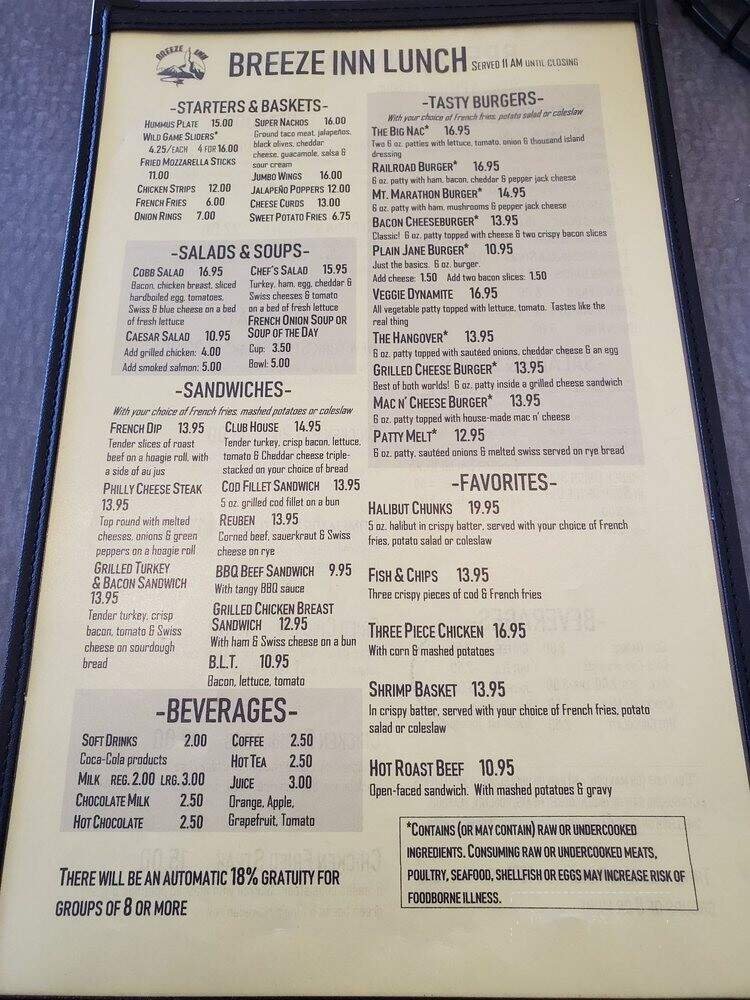 BREEZE INN
BREEZE INN LUNCH SERVED 11 AM UNTIL CLOSING
-STARTERS & BASKETS-
HUMMUS PLATE 15.00
WILD GAME SLIDERS*
4.25/EACH 4 FOR 16.00
FRIED MOZZARELLA STICKS
11.00
CHICKEN STRIPS 12.00
FRENCH FRIES 6.00
ONION RINGS 7.00
SUPER NACHOS 16.00
Ground taco meat, jalapeños,
black olives, cheddar
cheese, guacamole, salsa &
sour cream
JUMBO WINGS 16.00
JALAPEÑO POPPERS 12.00
CHEESE CURDS 13.00
SWEET POTATO FRIES 6.75
-SALADS & SOUPS-
COBB SALAD 16.95
Bacon, chicken breast, sliced
hardboiled egg, tomatoes,
Swiss & blue cheese on a bed
of fresh lettuce
CAESAR SALAD 10.95
Add grilled chicken: 4.00
Add smoked salmon: 5.00
CHEF'S SALAD 15.95
Turkey, ham, egg, cheddar &
Swiss cheeses & tomato
on a bed of fresh lettuce
FRENCH ONION SOUP OR
SOUP OF THE DAY
Cup: 3.50
Bowl: 5.00
-SANDWICHES-
With your choice of French fries, mashed potatoes or coleslaw
FRENCH DIP 13.95
Tender slices of roast
beef on a hoagie roll, with
a side of au jus
PHILLY CHEESE STEAK
13.95
Top round with melted
cheeses, onions & green
peppers on a hoagie roll
GRILLED TURKEY
& BACON SANDWICH
13.95
Tender turkey, crisp
bacon, tomato & Swiss
cheese on sourdough
bread
CLUB HOUSE 14.95
Tender turkey, crisp bacon, lettuce,
tomato & Cheddar cheese triple-
stacked on your choice of bread
COD FILLET SANDWICH 13.95
5 oz. grilled cod fillet on a bun
REUBEN 13.95
Corned beef, sauerkraut & Swiss
cheese on rye
BBQ BEEF SANDWICH 9.95
With tangy BBQ sauce
GRILLED CHICKEN BREAST
SANDWICH 12.95
With ham & Swiss cheese on a bun
B.L.T. 10.95
Bacon, lettuce, tomato
-BEVERAGES-
SOFT DRINKS 2.00
Coca-Cola products
MILK REG. 2.00 LRG. 3.00
CHOCOLATE MILK 2.50
HOT CHOCOLATE 2.50
COFFEE 2.50
HOT TEA 2.50
JUICE 3.00
Orange, Apple,
Grapefruit, Tomato
THERE WILL BE AN AUTOMATIC 18% GRATUITY FOR
GROUPS OF 8 OR MORE
-TASTY BURGERS-
With your choice of French fries, potato salad or coleslaw
THE BIG NAC* 16.95
Two 6 oz. patties with lettuce, tomato, onion & thousand island
dressing
RAILROAD BURGER* 16.95
6 oz. patty with ham, bacon, cheddar & pepper jack cheese
MT. MARATHON BURGER* 14.95
6 oz. patty with ham, mushrooms & pepper jack cheese
BACON CHEESEBURGER* 13.95
Classic! 6 oz. patty topped with cheese & two crispy bacon slices
PLAIN JANE BURGER* 10.95
Just the basics. 6 oz. burger.
Add cheese: 1.50 Add two bacon slices: 1.50
VEGGIE DYNAMITE 16.95
All vegetable patty topped with lettuce, tomato. Tastes like the
real thing
THE HANGOVER* 13.95
6 oz. patty topped with sautéed onions, cheddar cheese & an egg
GRILLED CHEESE BURGER* 13.95
Best of both worlds! 6 oz. patty inside a grilled cheese sandwich
MAC N' CHEESE BURGER* 13.95
6 oz. patty topped with house-made mac n' cheese
PATTY MELT* 12.95
6 oz. patty, sautéed onions & melted swiss served on rye bread
-FAVORITES-
HALIBUT CHUNKS 19.95
5 oz. halibut in crispy batter, served with your choice of French
fries, potato salad or coleslaw
FISH & CHIPS 13.95
Three crispy pieces of cod & French fries
THREE PIECE CHICKEN 16.95
With corn & mashed potatoes
SHRIMP BASKET 13.95
In crispy batter, served with your choice of French fries, potato
salad or coleslaw
HOT ROAST BEEF 10.95
Open-faced sandwich. With mashed potatoes & gravy
*CONTAINS (OR MAY CONTAIN) RAW OR UNDERCOOKED
INGREDIENTS. CONSUMING RAW OR UNDERCOOKED MEATS,
POULTRY, SEAFOOD, SHELLFISH OR EGGS MAY INCREASE RISK OF
FOODBORNE ILLNESS.